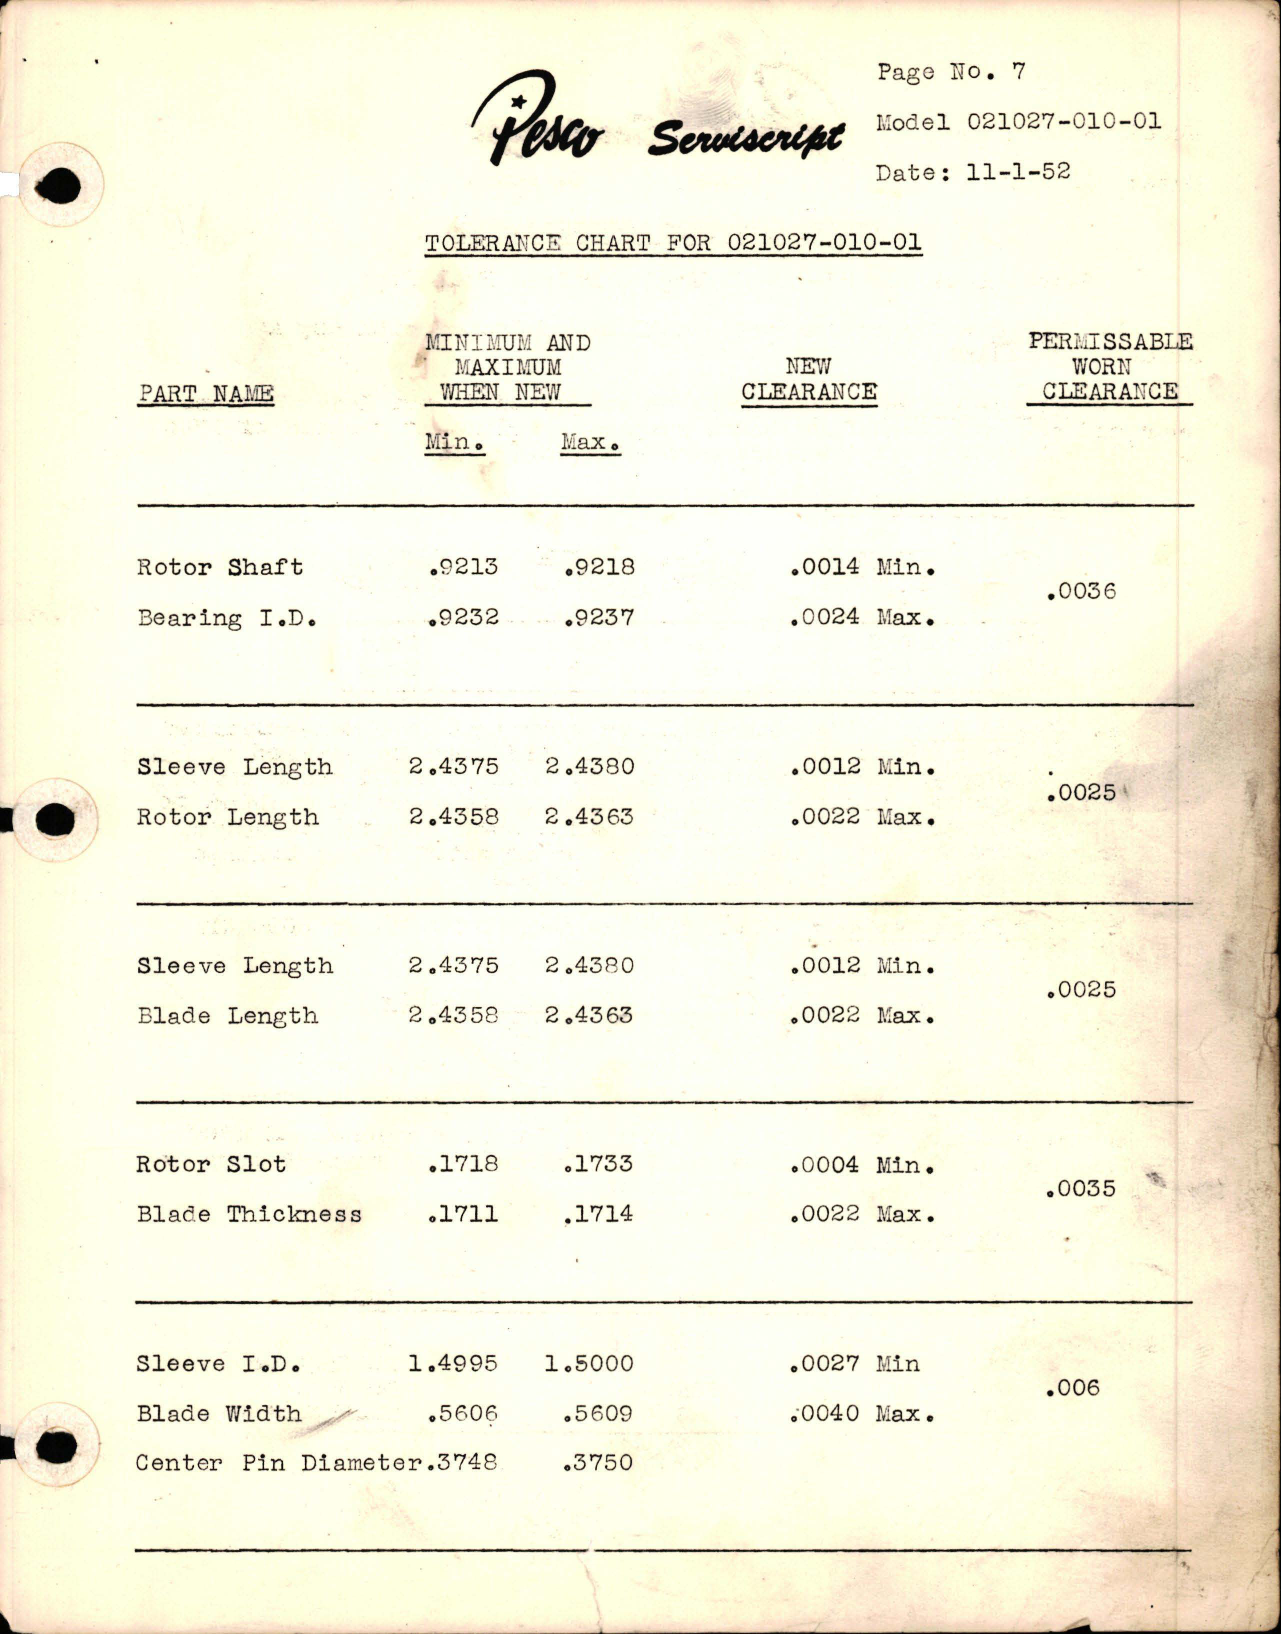 Pesco Serviscript
Page No. 7
Model 021027-010-01
Date: 11-1-52
TOLERANCE CHART FOR 021027-010-01
PART NAME
MINIMUM AND
MAXIMUM
WHEN NEW
NEW
CLEARANCE
PERMISSABLE
WORN
CLEARANCE
Min. Max.
Rotor Shaft .9213 .9218 .0014 Min.
.0036
Bearing I.D. .9232 .9237 .0024 Max.
Sleeve Length 2.4375 2.4380 .0012 Min.
.0025
Rotor Length 2.4358 2.4363 .0022 Max.
Sleeve Length 2.4375 2.4380 .0012 Min.
.0025
Blade Length 2.4358 2.4363 .0022 Max.
Rotor Slot .1718 .1733 .0004 Min.
.0035
Blade Thickness .1711 .1714 .0022 Max.
Sleeve I.D. 1.4995 1.5000 .0027 Min
.006
Blade Width .5606 .5609 .0040 Max.
Center Pin Diameter .3748 .3750